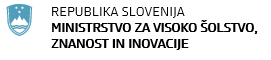 REPUBLIKA SLOVENIJA
MINISTRSTVO ZA VISOKO ŠOLSTVO,
ZNANOST IN INOVACIJE